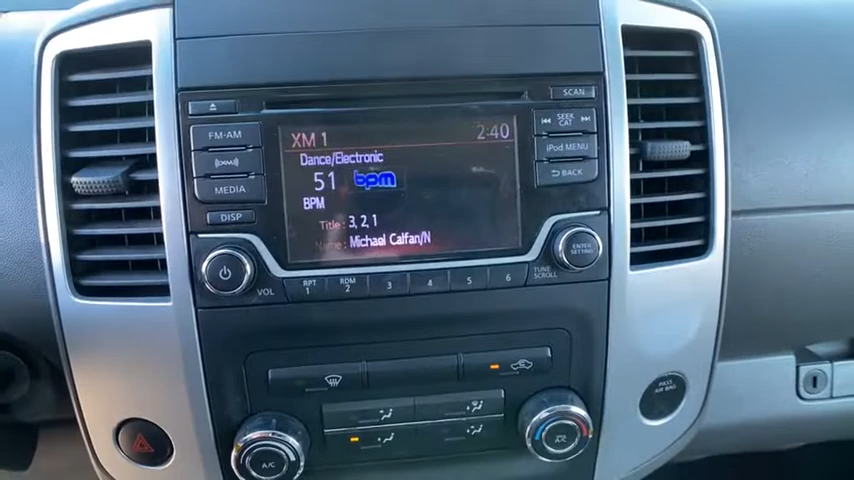 SCAN
FM·AM
SEEK
CAT
XM 1
2:40
Dance/Electronic
iPod MENU
51
bpm
MEDIA
BACK
BPM
DISP
Title: 3, 2, 1
Name: Michael Calfan/N
ENTER
SETTING
VOL
RPT
1
RDM
2
3
4
5
6
TUNE
SCROLL
PASS
AIR BAG
A/C